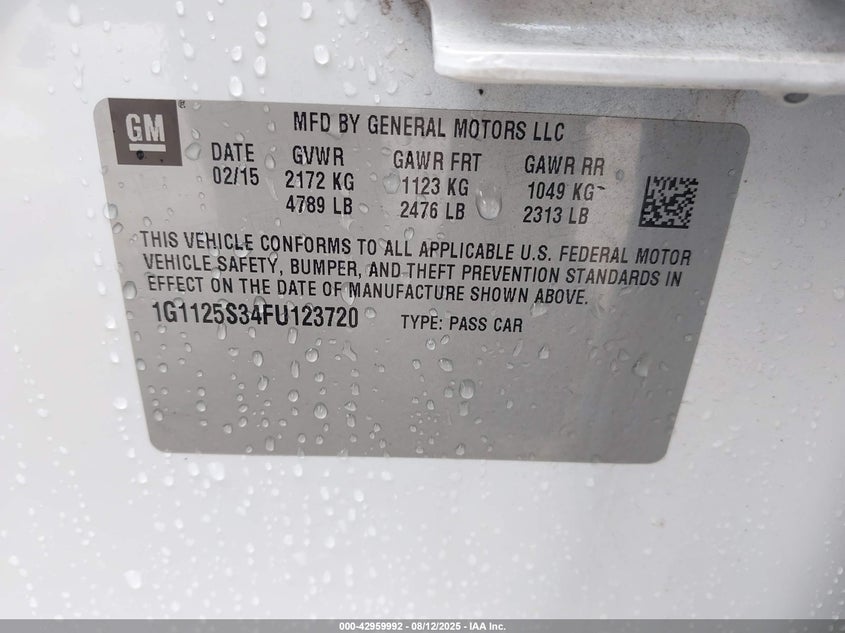 GM
MFD BY GENERAL MOTORS LLC
DATE GVWR GAWR FRT GAWR RR
02/15 2172 KG 1123 KG 1049 KG
4789 LB 2476 LB 2313 LB
THIS VEHICLE CONFORMS TO ALL APPLICABLE U.S. FEDERAL MOTOR
VEHICLE SAFETY, BUMPER, AND THEFT PREVENTION STANDARDS IN
EFFECT ON THE DATE OF MANUFACTURE SHOWN ABOVE.
1G1125S34FU123720 TYPE: PASS CAR
000-42959992 - 08/12/2025 - IAA Inc.